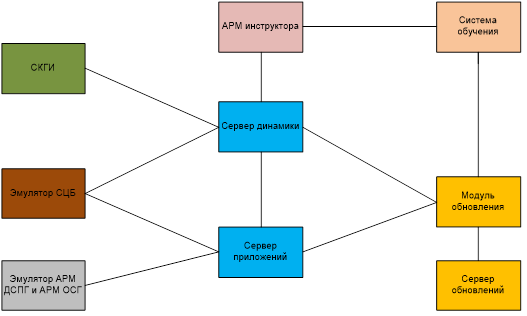 АРМ инструктора
Система
обучения
СКГИ
Сервер динамики
Эмулятор СЦБ
Модуль
обновления
Сервер
приложений
Эмулятор АРМ
ДСПГ и АРМ ОСГ
Сервер
обновлений